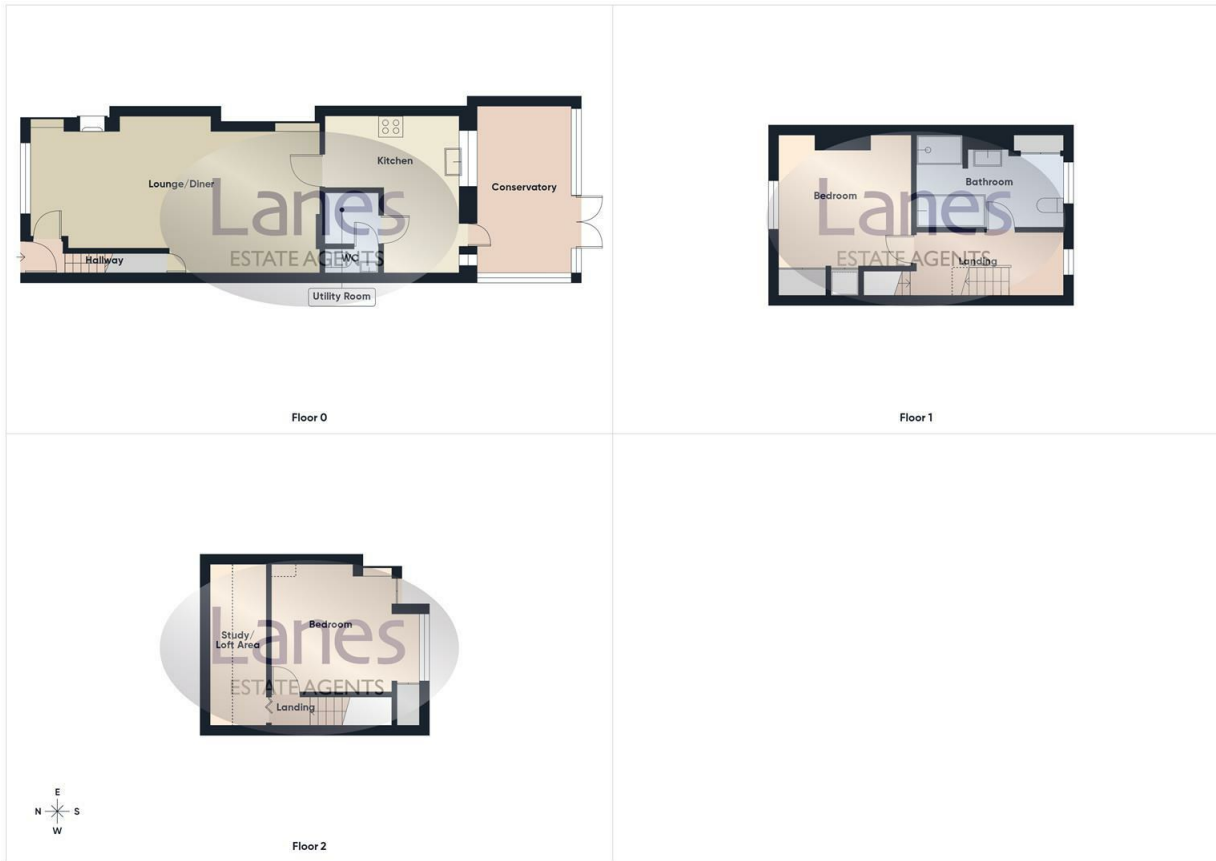 Lounge/Diner
Kitchen
Conservatory
Hallway
WC
Utility Room
Lanes
ESTATE AGENTS
Floor 0
Bedroom
Bathroom
Landing
Lanes
ESTATE AGENTS
Floor 1
Study/
Loft Area
Bedroom
Landing
Lanes
ESTATE AGENTS
E
N S
W
Floor 2